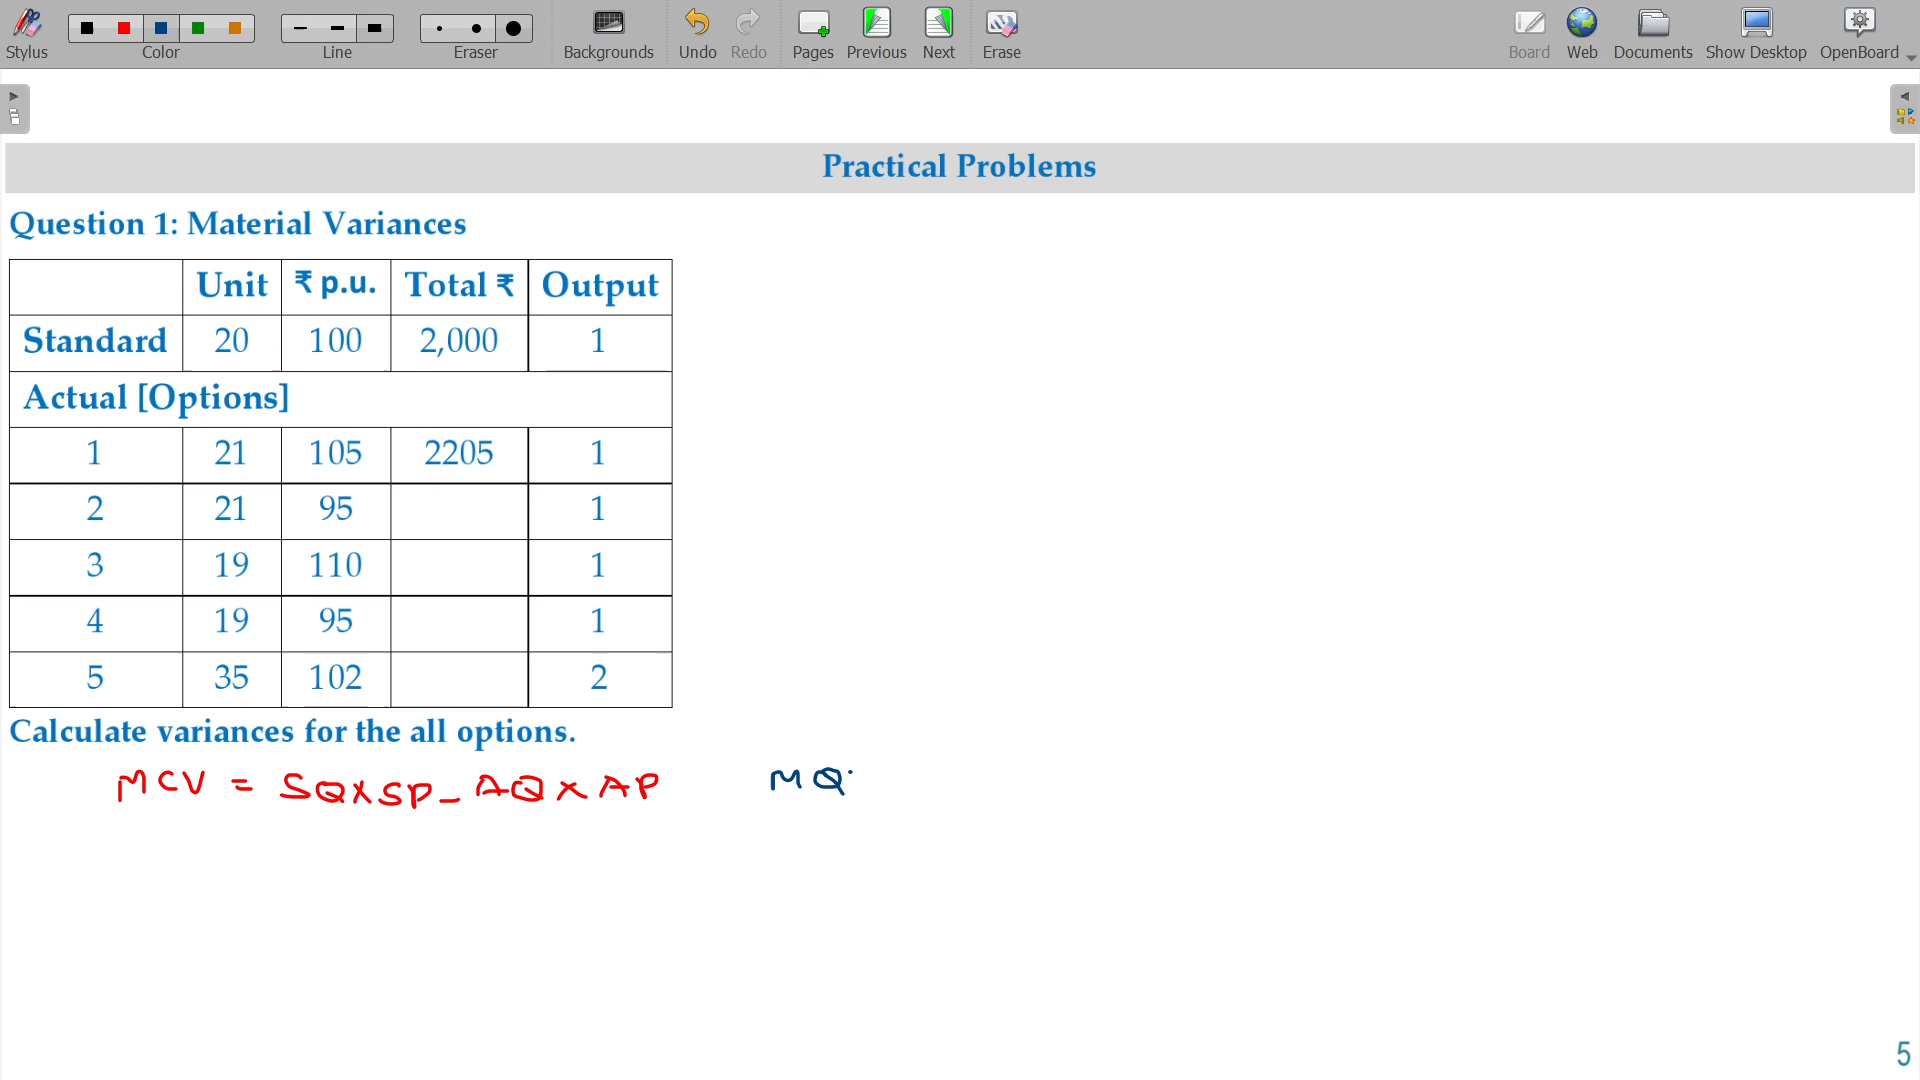 Stylus Color Line Eraser Backgrounds Undo Redo Pages Previous Next Erase Board Web Documents Show Desktop OpenBoard
Practical Problems
Question 1: Material Variances
Unit ₹ p.u. Total ₹ Output
Standard 20 100 2,000 1
Actual [Options]
1 21 105 2205 1
2 21 95 1
3 19 110 1
4 19 95 1
5 35 102 2
Calculate variances for the all options.
MCV = SQXSP - AQ X AP MQ
5